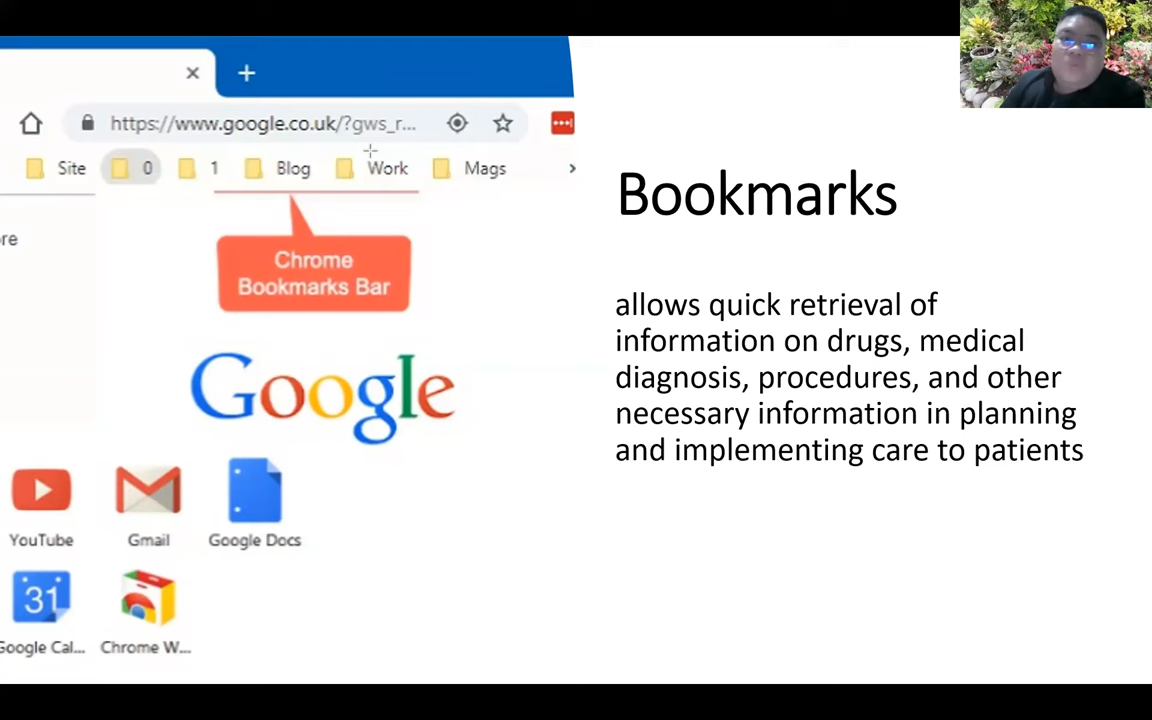 https://www.google.co.uk/?gws_r...
Site 0 1 Blog Work Mags
re
Chrome
Bookmarks Bar
Google
YouTube Gmail Google Docs
31
Google Cal... Chrome W...
Bookmarks
allows quick retrieval of
information on drugs, medical
diagnosis, procedures, and other
necessary information in planning
and implementing care to patients